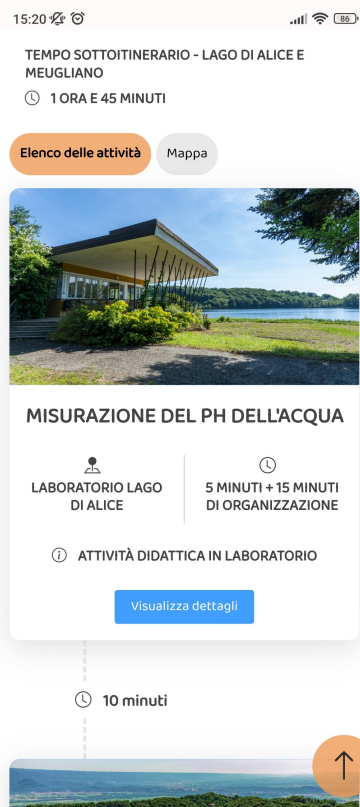 15:20
86
TEMPO SOTTOITINERARIO - LAGO DI ALICE E
MEUGLIANO
1 ORA E 45 MINUTI
Elenco delle attività
Mappa
MISURAZIONE DEL PH DELL'ACQUA
LABORATORIO LAGO
DI ALICE
5 MINUTI + 15 MINUTI
DI ORGANIZZAZIONE
ATTIVITÀ DIDATTICA IN LABORATORIO
Visualizza dettagli
10 minuti